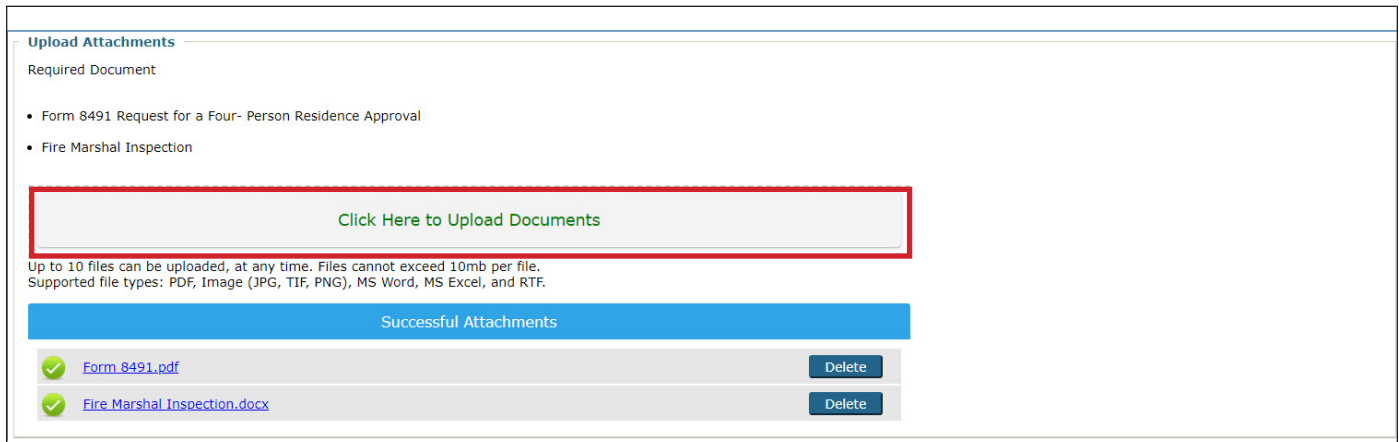 Upload Attachments
Required Document
• Form 8491 Request for a Four- Person Residence Approval
• Fire Marshal Inspection
Click Here to Upload Documents
Up to 10 files can be uploaded, at any time. Files cannot exceed 10mb per file.
Supported file types: PDF, Image (JPG, TIF, PNG), MS Word, MS Excel, and RTF.
Successful Attachments
Form 8491.pdf Delete
Fire Marshal Inspection.docx Delete